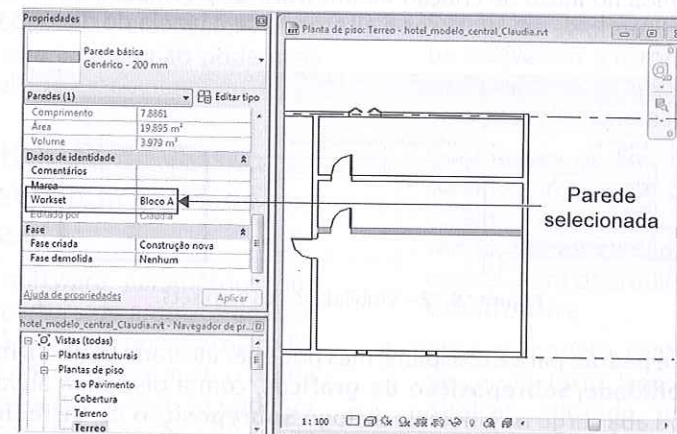 Propriedades
Parede básica
Genérico - 200 mm
Paredes (1)
Editar tipo
Comprimento 7.8861
Área 19.895 m²
Volume 3.979 m³
Dados de identidade
Comentários
Marca
Workset Bloco A
Editado por Claudia
Fase
Fase criada Construção nova
Fase demolida Nenhum
Ajuda de propriedades
Aplicar
hotel_modelo_central_Claudia.rvt - Navegador de pr...
Vistas (todas)
Plantas estruturais
Plantas de piso
1o Pavimento
Cobertura
Terreno
Terreo
Planta de piso: Terreo - hotel_modelo_central_Claudia.rvt
Parede
selecionada
1 : 100